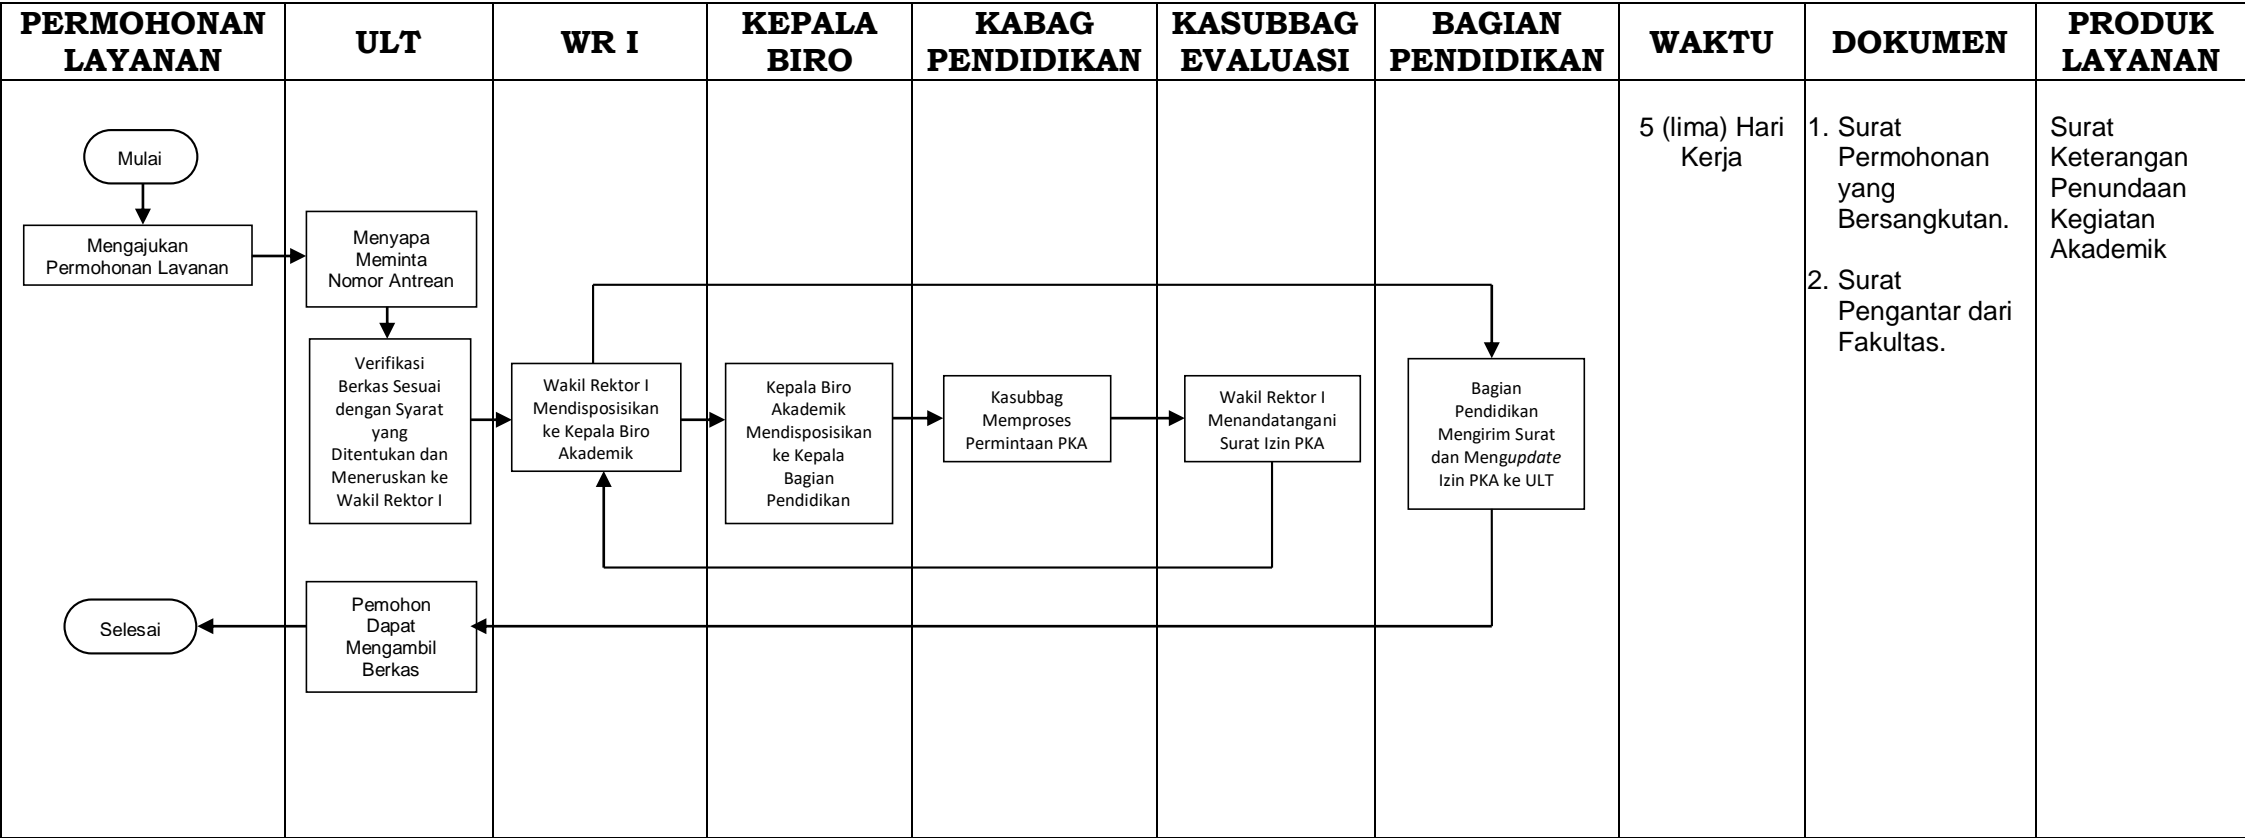 PERMOHONAN
LAYANAN
ULT
WR I
KEPALA
BIRO
KABAG
PENDIDIKAN
KASUBBAG
EVALUASI
BAGIAN
PENDIDIKAN
WAKTU
DOKUMEN
PRODUK
LAYANAN
Mulai
Mengajukan
Permohonan Layanan
Menyapa
Meminta
Nomor Antrean
Verifikasi
Berkas Sesuai
dengan Syarat
yang
Ditentukan dan
Meneruskan ke
Wakil Rektor I
Wakil Rektor I
Mendisposisikan
ke Kepala Biro
Akademik
Kepala Biro
Akademik
Mendisposisikan
ke Kepala
Bagian
Pendidikan
Kasubbag
Memproses
Permintaan PKA
Wakil Rektor I
Menandatangani
Surat Izin PKA
Bagian
Pendidikan
Mengirim Surat
dan Mengupdate
Izin PKA ke ULT
Pemohon
Dapat
Mengambil
Berkas
Selesai
5 (lima) Hari
Kerja
1. Surat
Permohonan
yang
Bersangkutan.
2. Surat
Pengantar dari
Fakultas.
Surat
Keterangan
Penundaan
Kegiatan
Akademik